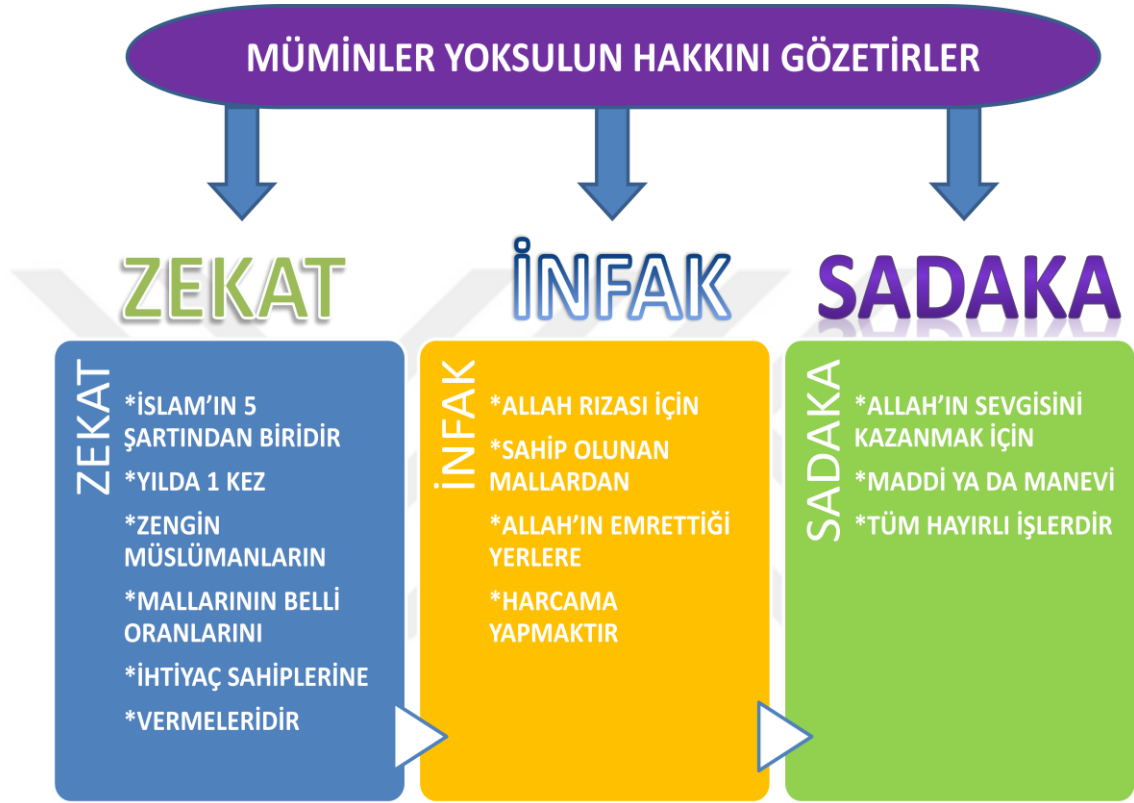 MÜMİNLER YOKSULUN HAKKINI GÖZETİRLER
ZEKAT
İNFAK
SADAKA
ZEKAT
*İSLAM'IN 5
ŞARTINDAN BİRİDİR
*YILDA 1 KEZ
*ZENGİN
MÜSLÜMANLARIN
*MALLARININ BELLİ
ORANLARINI
*İHTİYAÇ SAHİPLERİNE
*VERMELERİDİR
İNFAK
*ALLAH RIZASI İÇİN
*SAHİP OLUNAN
MALLARDAN
*ALLAH'IN EMRETTİĞİ
YERLERE
*HARCAMA
YAPMAKTIR
SADAKA
*ALLAH'IN SEVGİSİNİ
KAZANMAK İÇİN
*MADDİ YA DA MANEVİ
*TÜM HAYIRLI İŞLERDİR